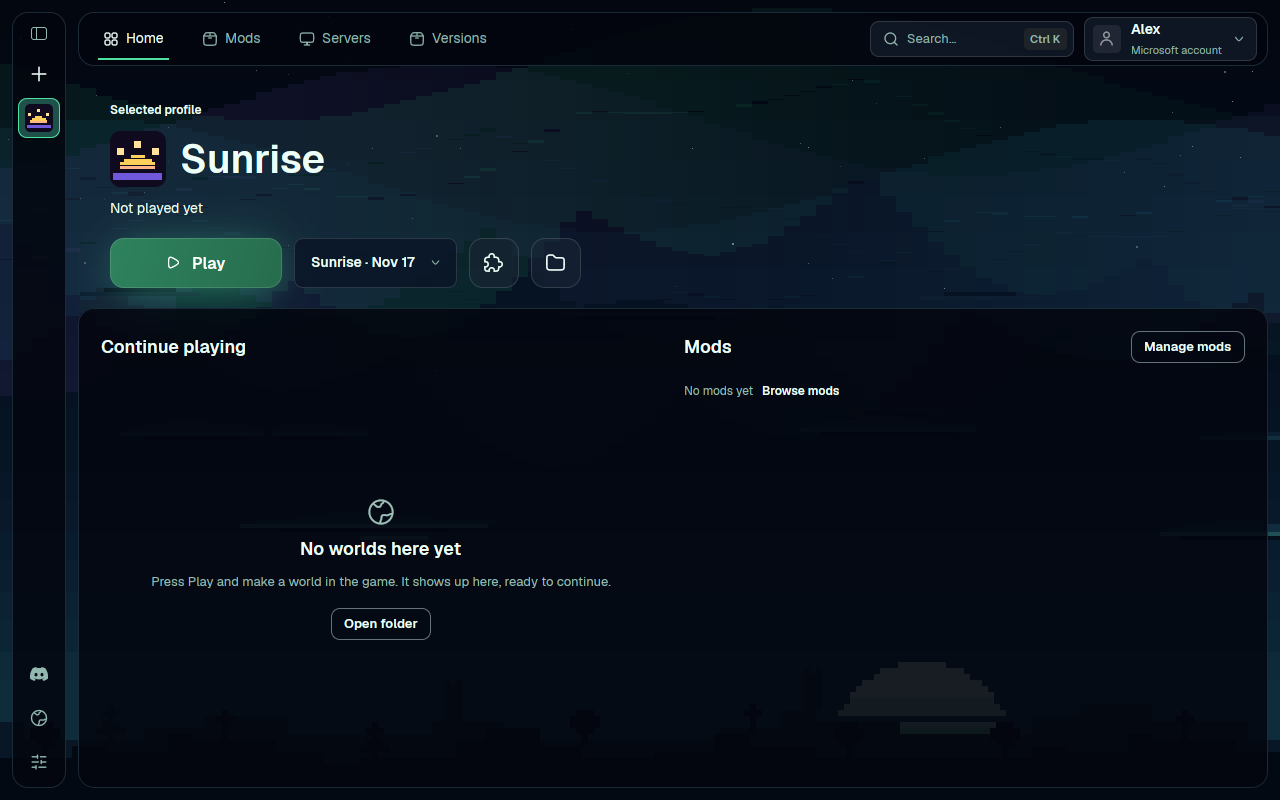 Home
Mods
Servers
Versions
Search...
Ctrl K
Alex
Microsoft account
Selected profile
Sunrise
Not played yet
Play
Sunrise · Nov 17
Continue playing
Mods
Manage mods
No mods yet Browse mods
No worlds here yet
Press Play and make a world in the game. It shows up here, ready to continue.
Open folder